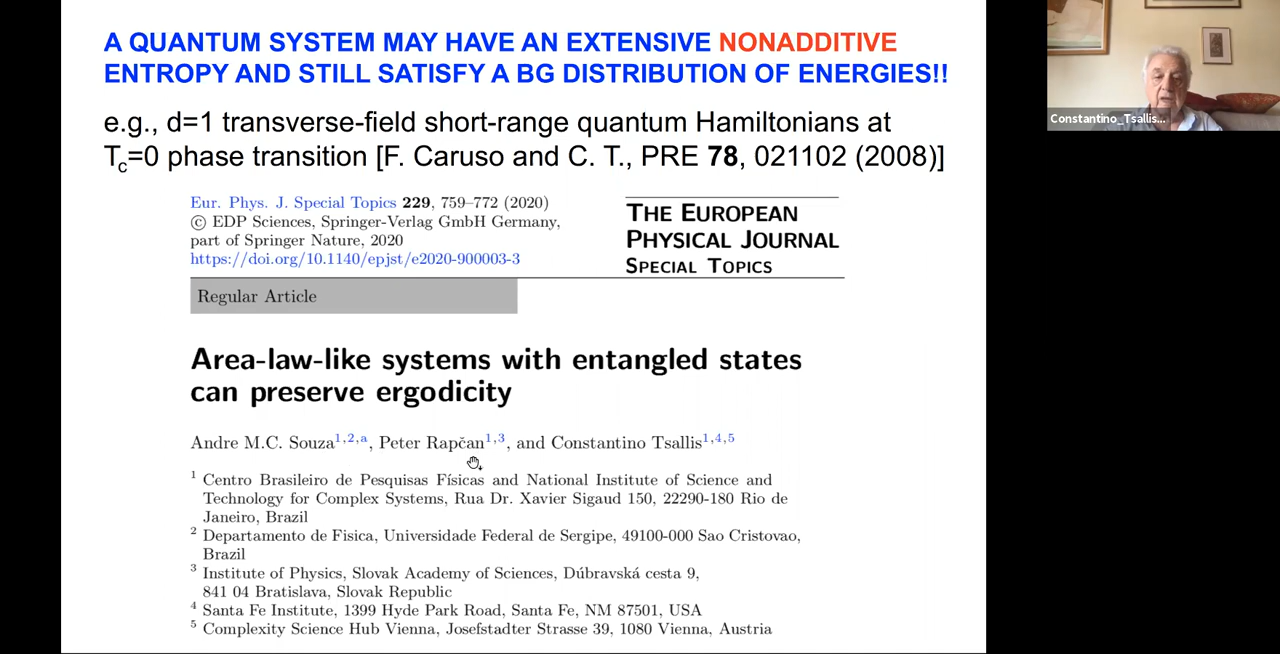 A QUANTUM SYSTEM MAY HAVE AN EXTENSIVE NONADDITIVE
ENTROPY AND STILL SATISFY A BG DISTRIBUTION OF ENERGIES!!
e.g., d=1 transverse-field short-range quantum Hamiltonians at
Tc=0 phase transition [F. Caruso and C. T., PRE 78, 021102 (2008)]
Eur. Phys. J. Special Topics 229, 759–772 (2020)
© EDP Sciences, Springer-Verlag GmbH Germany,
part of Springer Nature, 2020
https://doi.org/10.1140/epjst/e2020-900003-3
THE EUROPEAN
PHYSICAL JOURNAL
SPECIAL TOPICS
Regular Article
Area-law-like systems with entangled states
can preserve ergodicity
Andre M.C. Souza1,2,a, Peter Rapčan1,3, and Constantino Tsallis1,4,5
1 Centro Brasileiro de Pesquisas Físicas and National Institute of Science and
Technology for Complex Systems, Rua Dr. Xavier Sigaud 150, 22290-180 Rio de
Janeiro, Brazil
2 Departamento de Fisica, Universidade Federal de Sergipe, 49100-000 Sao Cristovao,
Brazil
3 Institute of Physics, Slovak Academy of Sciences, Dúbravská cesta 9,
841 04 Bratislava, Slovak Republic
4 Santa Fe Institute, 1399 Hyde Park Road, Santa Fe, NM 87501, USA
5 Complexity Science Hub Vienna, Josefstadter Strasse 39, 1080 Vienna, Austria
Constantino_Tsallis...